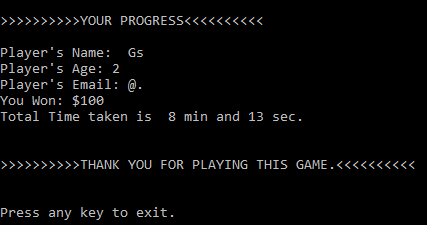 >>>>>>>>>>YOUR PROGRESS<<<<<<<<<<
Player's Name:  Gs
Player's Age: 2
Player's Email: @.
You Won: $100
Total Time taken is  8 min and 13 sec.
>>>>>>>>>>THANK YOU FOR PLAYING THIS GAME.<<<<<<<<<<
Press any key to exit.